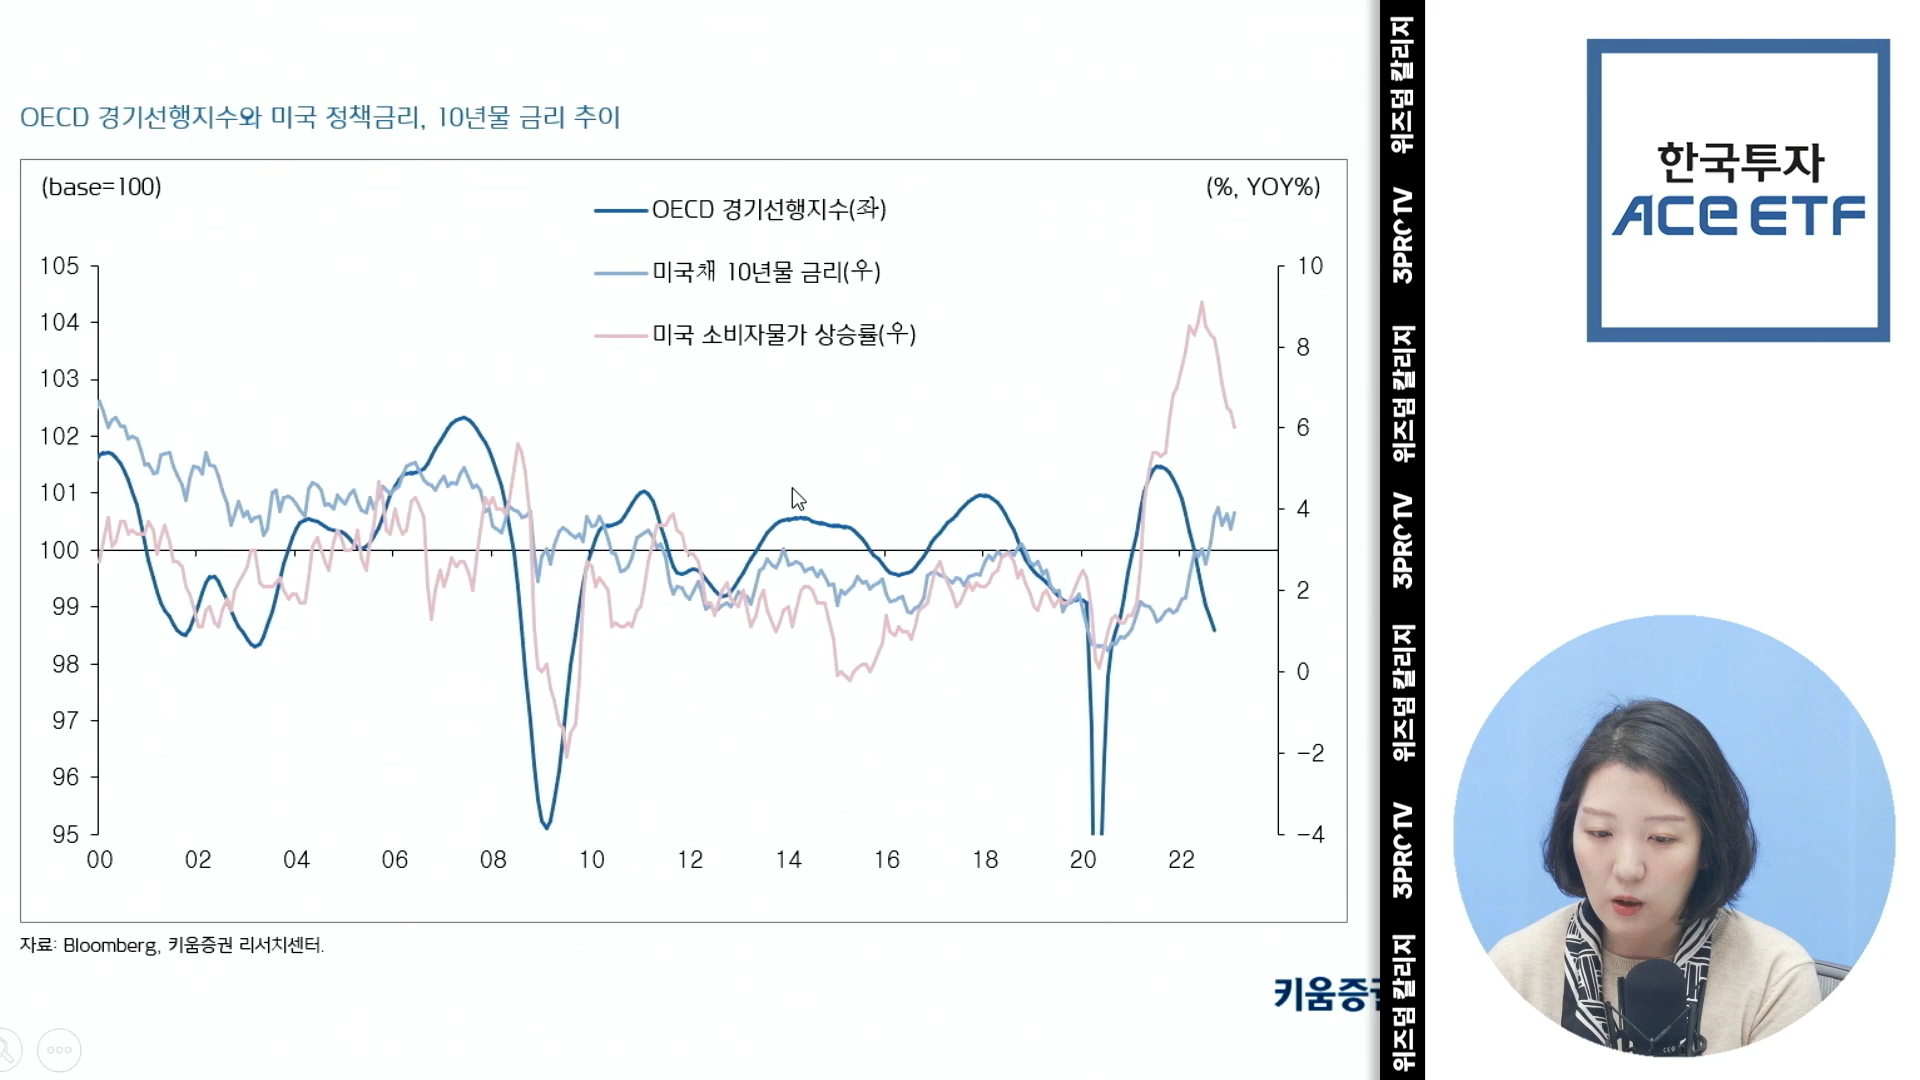 OECD 경기선행지수와 미국 정책금리, 10년물 금리 추이
(base=100)
(%, YOY%)
OECD 경기선행지수(좌)
미국채 10년물 금리(우)
미국 소비자물가 상승률(우)
105
104
103
102
101
100
99
98
97
96
95
10
8
6
4
2
0
-2
-4
00 02 04 06 08 10 12 14 16 18 20 22
자료: Bloomberg, 키움증권 리서치센터.
키움증권
위즈덤 칼리지
3PROTV
위즈덤 칼리지
3PROTV
위즈덤 칼리지
3PROTV
위즈덤 칼리지
한국투자
ACE ETF